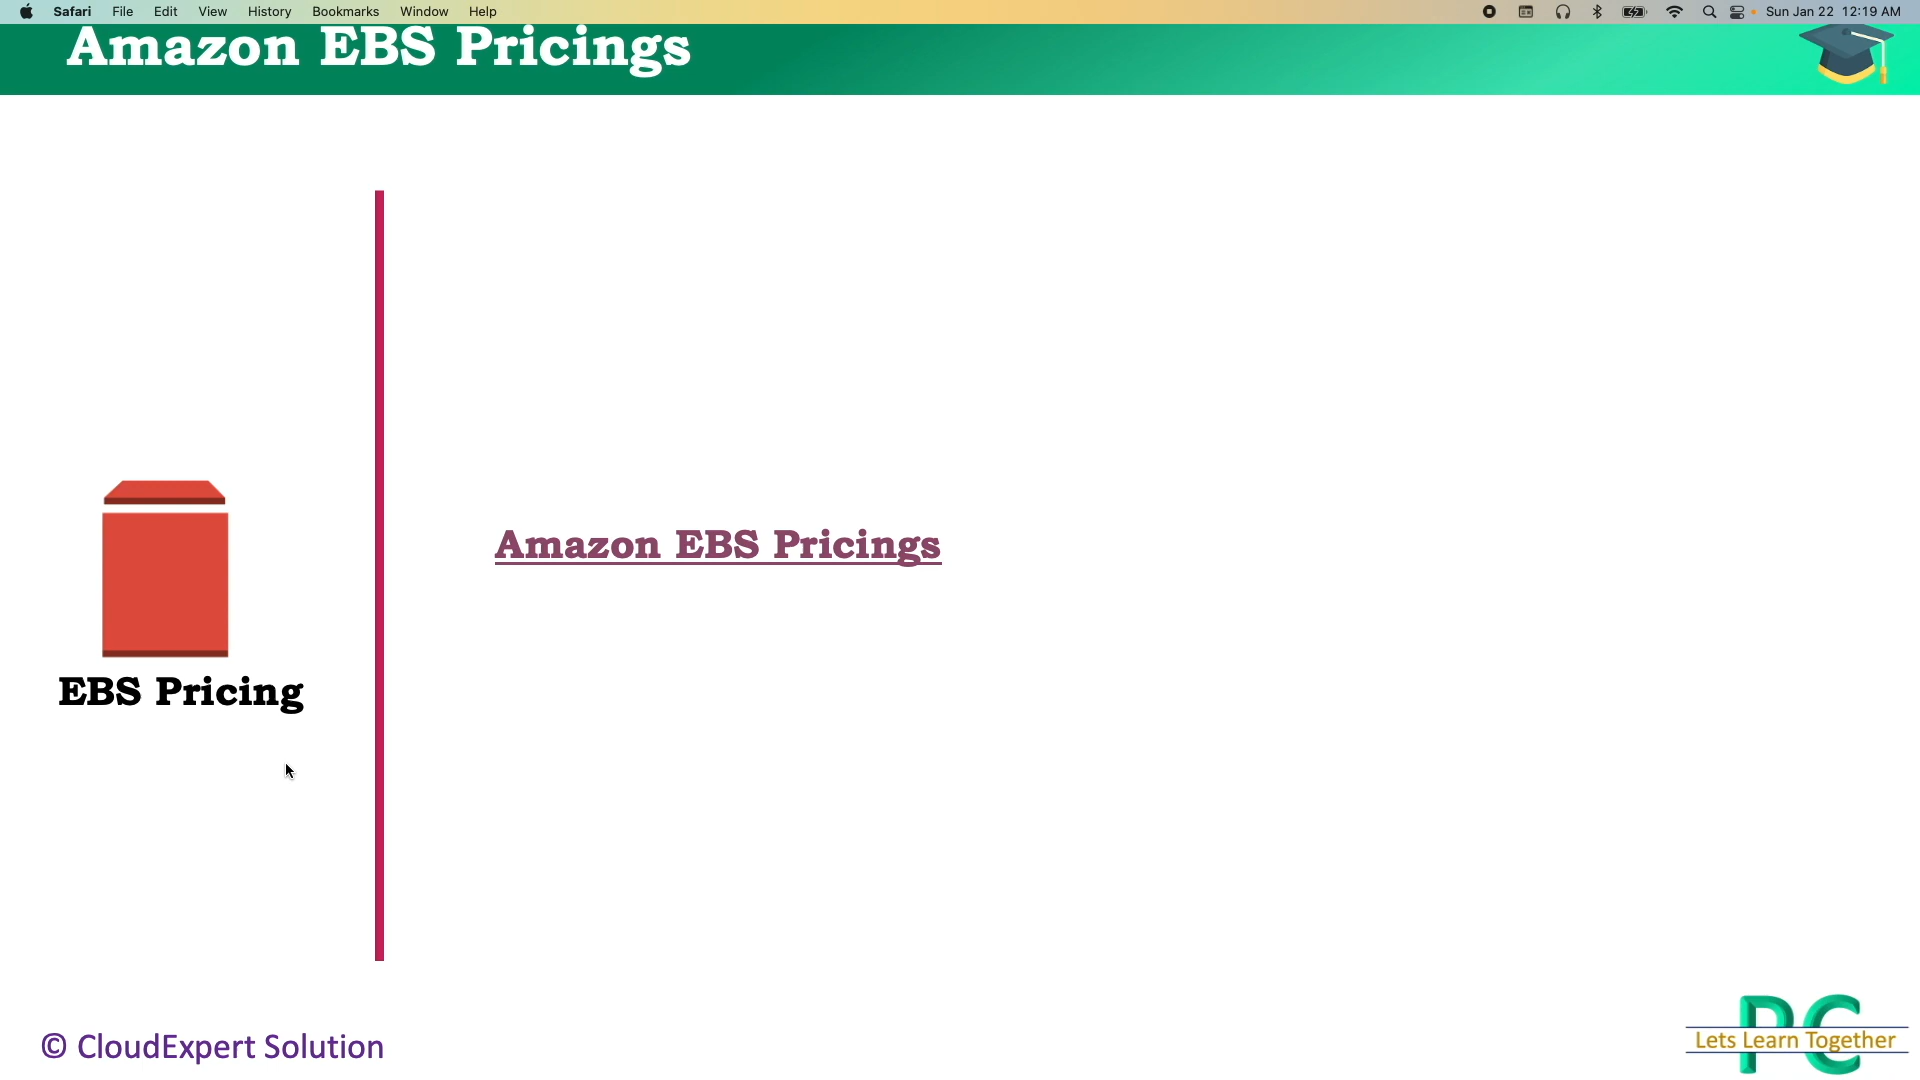 Safari File Edit View History Bookmarks Window Help Sun Jan 22 12:19 AM
Amazon EBS Pricings
Amazon EBS Pricings
EBS Pricing
© CloudExpert Solution
PC
Lets Learn Together